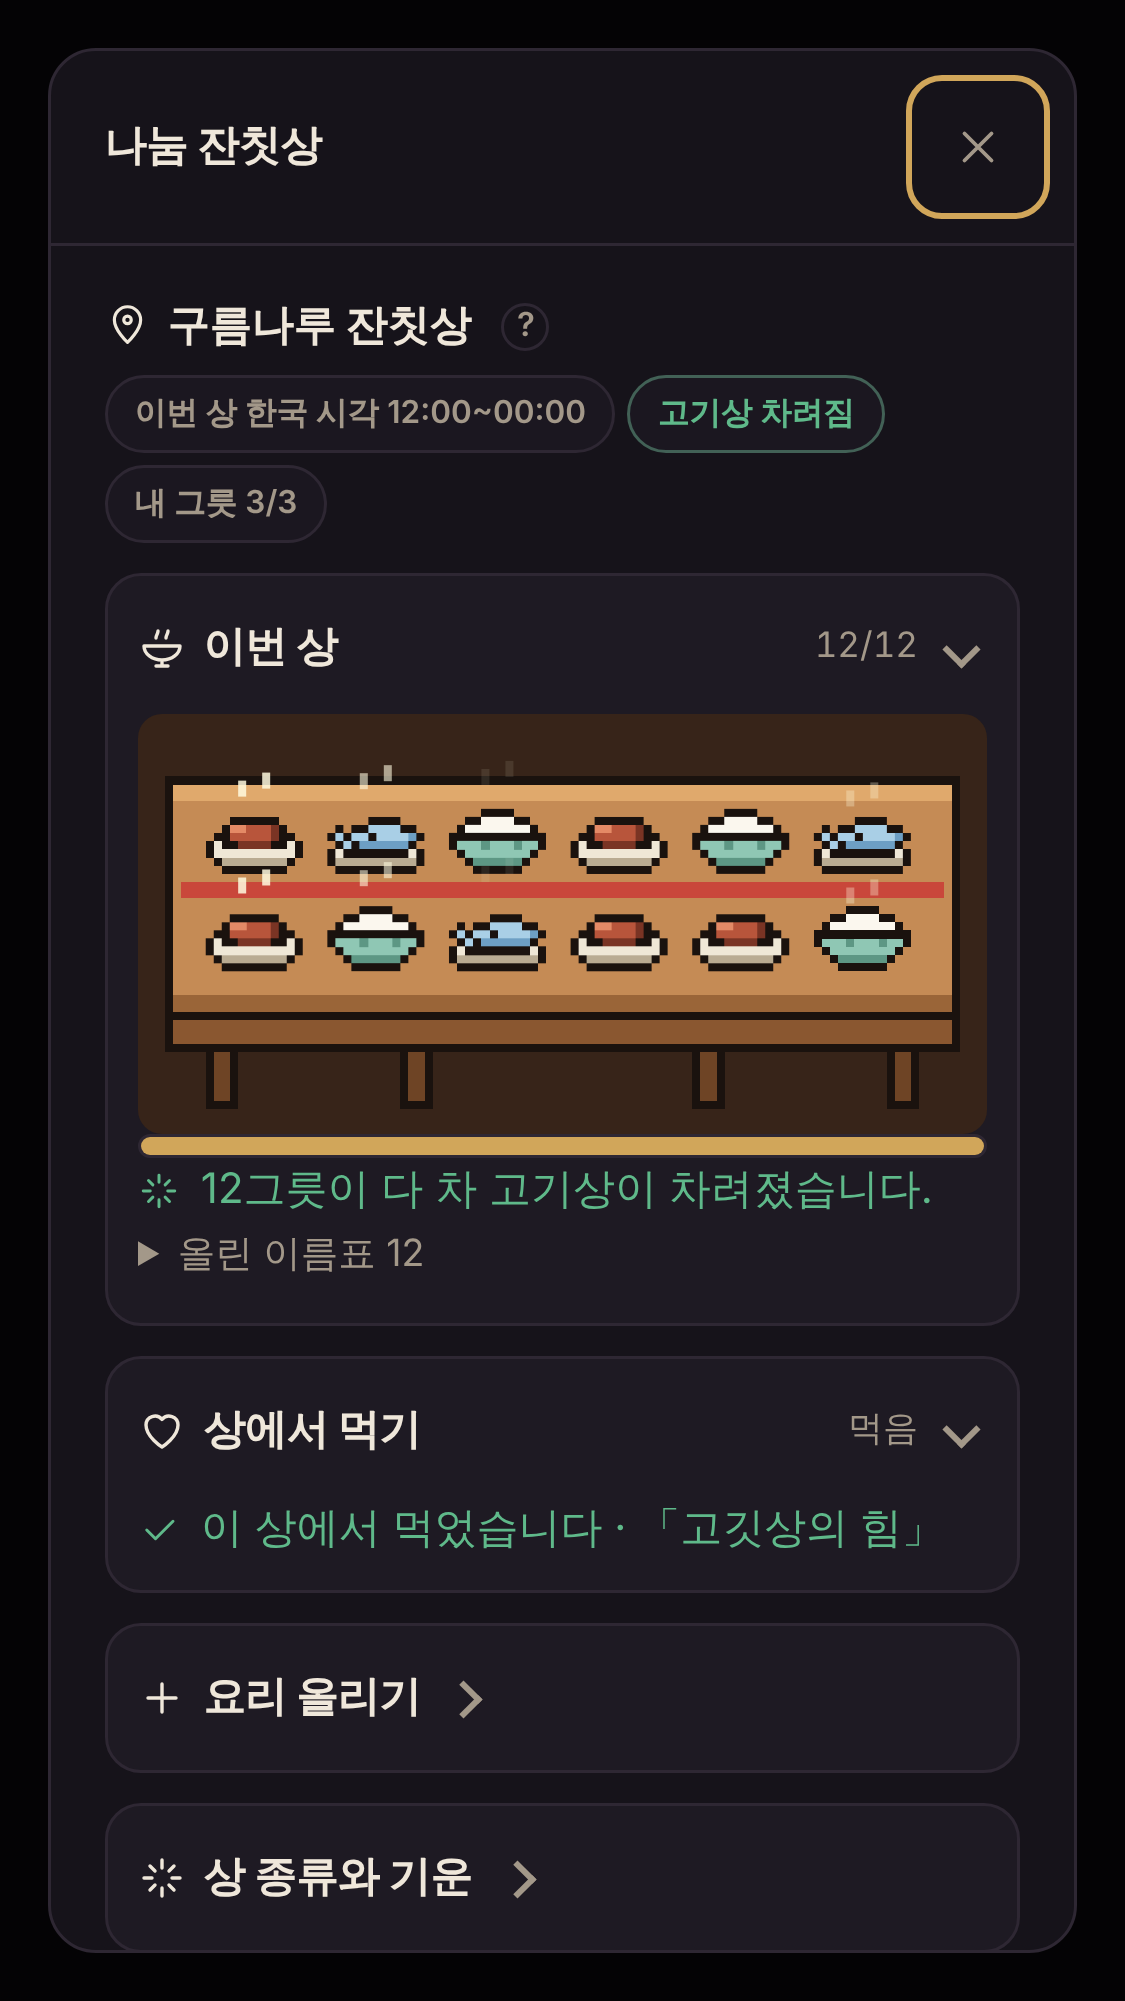 나눔 잔칫상
구름나루 잔칫상 ?
이번 상 한국 시각 12:00~00:00
고기상 차려짐
내 그릇 3/3
이번 상 12/12
12그릇이 다 차 고기상이 차려졌습니다.
올린 이름표 12
상에서 먹기 먹음
이 상에서 먹었습니다 · 「고깃상의 힘」
요리 올리기
상 종류와 기운